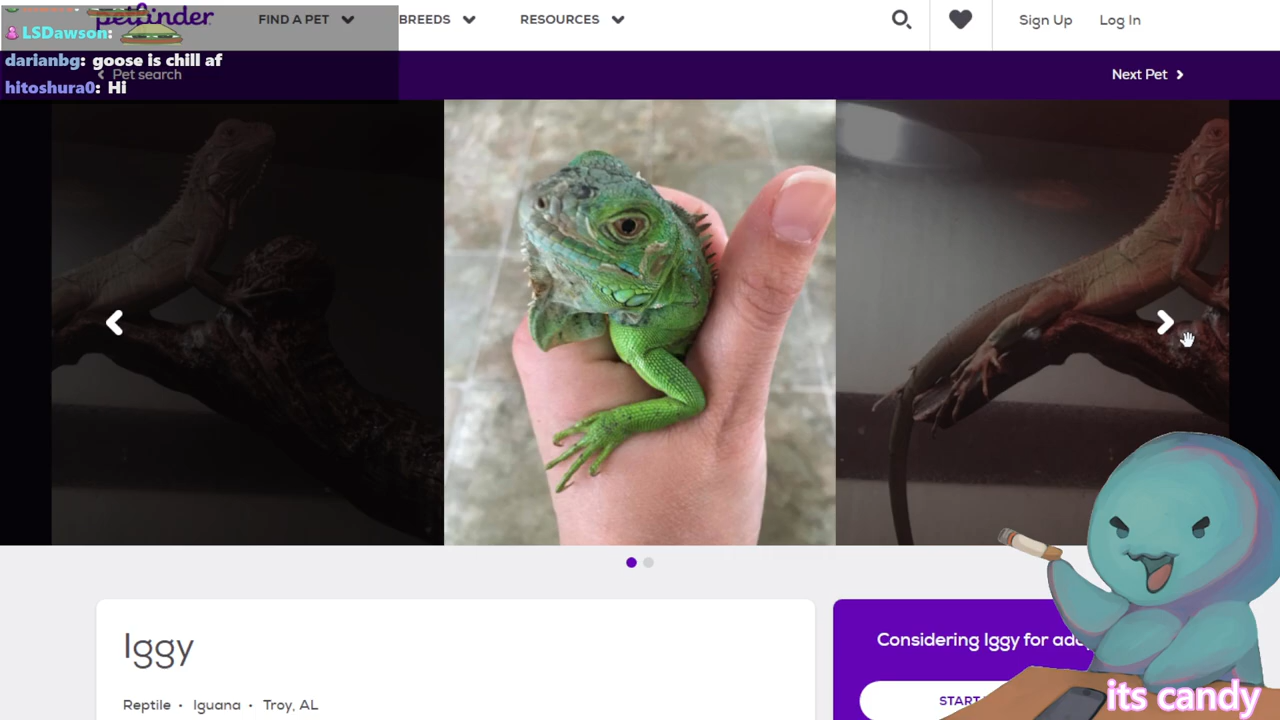 petfinder
FIND A PET
BREEDS
RESOURCES
Sign Up
Log In
LSDawson:
darianbg: goose is chill af
hitoshura0: Hi
Pet search
Next Pet
Iggy
Reptile • Iguana • Troy, AL
Considering Iggy for
START
its candy